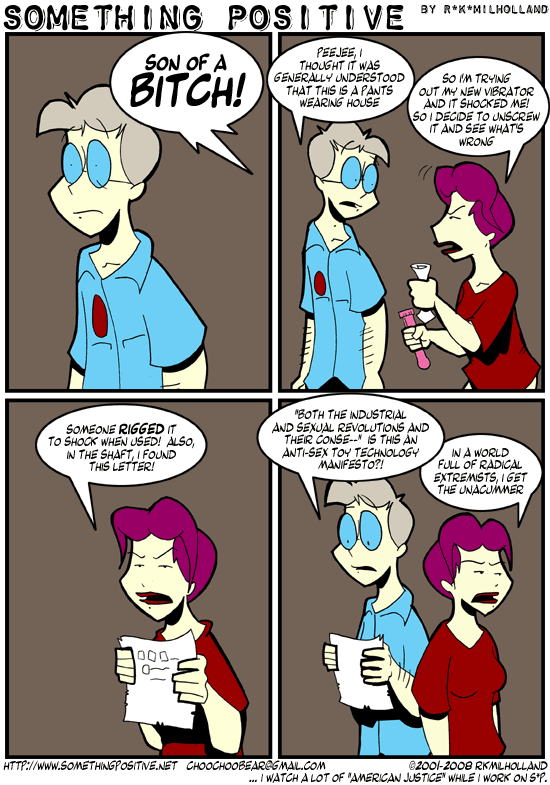 SOMETHING POSITIVE BY R*K*MILHOLLAND
SON OF A
BITCH!
PEEJEE, I
THOUGHT IT WAS
GENERALLY UNDERSTOOD
THAT THIS IS A PANTS
WEARING HOUSE
SO I'M TRYING
OUT MY NEW VIBRATOR
AND IT SHOCKED ME!
SO I DECIDE TO UNSCREW
IT AND SEE WHAT'S
WRONG
SOMEONE RIGGED IT
TO SHOCK WHEN USED! ALSO,
IN THE SHAFT, I FOUND
THIS LETTER!
"BOTH THE INDUSTRIAL
AND SEXUAL REVOLUTIONS AND
THEIR CONSE--" IS THIS AN
ANTI-SEX TOY TECHNOLOGY
MANIFESTO?!
IN A WORLD
FULL OF RADICAL
EXTREMISTS, I GET
THE UNACUMMER
HTTP://WWW.SOMETHINGPOSITIVE.NET CHOOCHOOBEAR@GMAIL.COM ©2001-2008 RKMILHOLLAND
... I WATCH A LOT OF "AMERICAN JUSTICE" WHILE I WORK ON S*P.